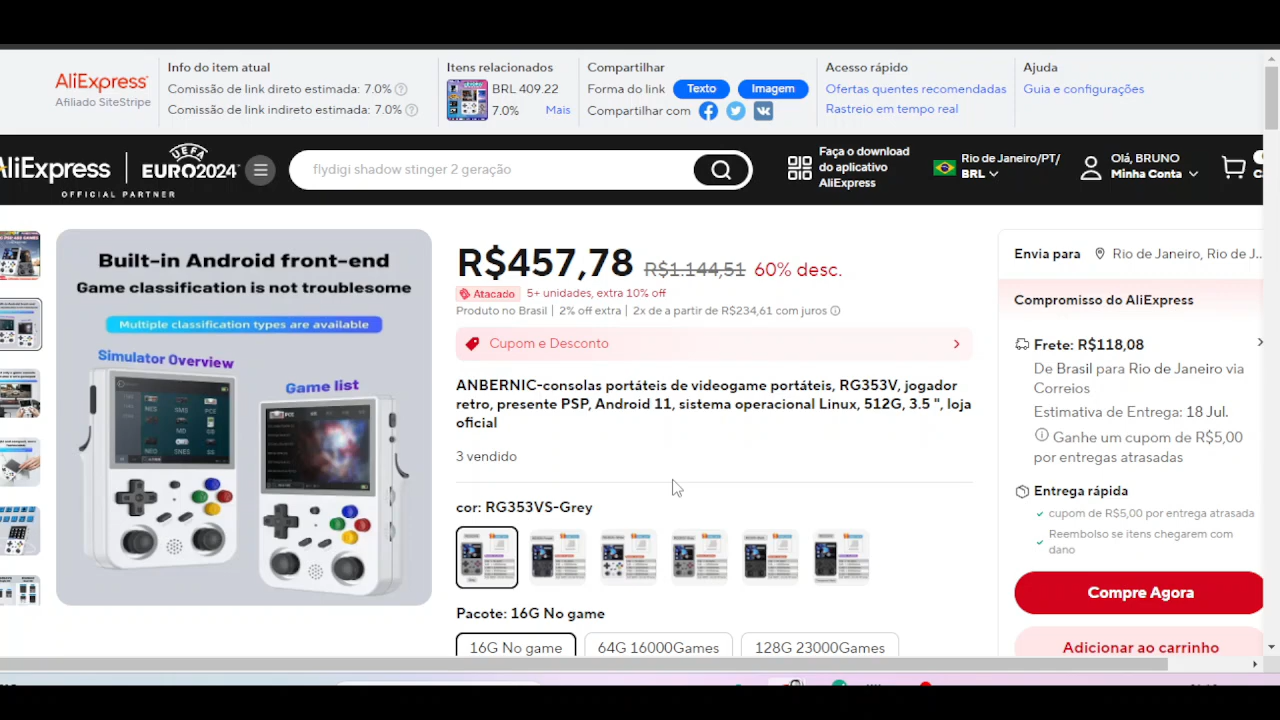 AliExpress
Afiliado SiteStripe
Info do item atual
Comissão de link direto estimada: 7.0%
Comissão de link indireto estimada: 7.0%
Itens relacionados
BRL 409.22
7.0% Mais
Compartilhar
Forma do link Texto Imagem
Compartilhar com
Acesso rápido
Ofertas quentes recomendadas
Rastreio em tempo real
Ajuda
Guia e configurações
AliExpress
UEFA
EURO2024
OFFICIAL PARTNER
flydigi shadow stinger 2 geração
Faça o download
do aplicativo
AliExpress
Rio de Janeiro/PT/
BRL
Olá, BRUNO
Minha Conta
Built-in Android front-end
Game classification is not troublesome
Multiple classification types are available
Simulator Overview
Game list
R$457,78 R$1.144,51 60% desc.
Atacado 5+ unidades, extra 10% off
Produto no Brasil | 2% off extra | 2x de a partir de R$234,61 com juros
Cupom e Desconto
ANBERNIC-consolas portáteis de videogame portáteis, RG353V, jogador
retro, presente PSP, Android 11, sistema operacional Linux, 512G, 3.5 ", loja
oficial
3 vendido
cor: RG353VS-Grey
Pacote: 16G No game
16G No game 64G 16000Games 128G 23000Games
Envia para Rio de Janeiro, Rio de J...
Compromisso do AliExpress
Frete: R$118,08
De Brasil para Rio de Janeiro via
Correios
Estimativa de Entrega: 18 Jul.
Ganhe um cupom de R$5,00
por entregas atrasadas
Entrega rápida
cupom de R$5,00 por entrega atrasada
Reembolso se itens chegarem com
dano
Compre Agora
Adicionar ao carrinho